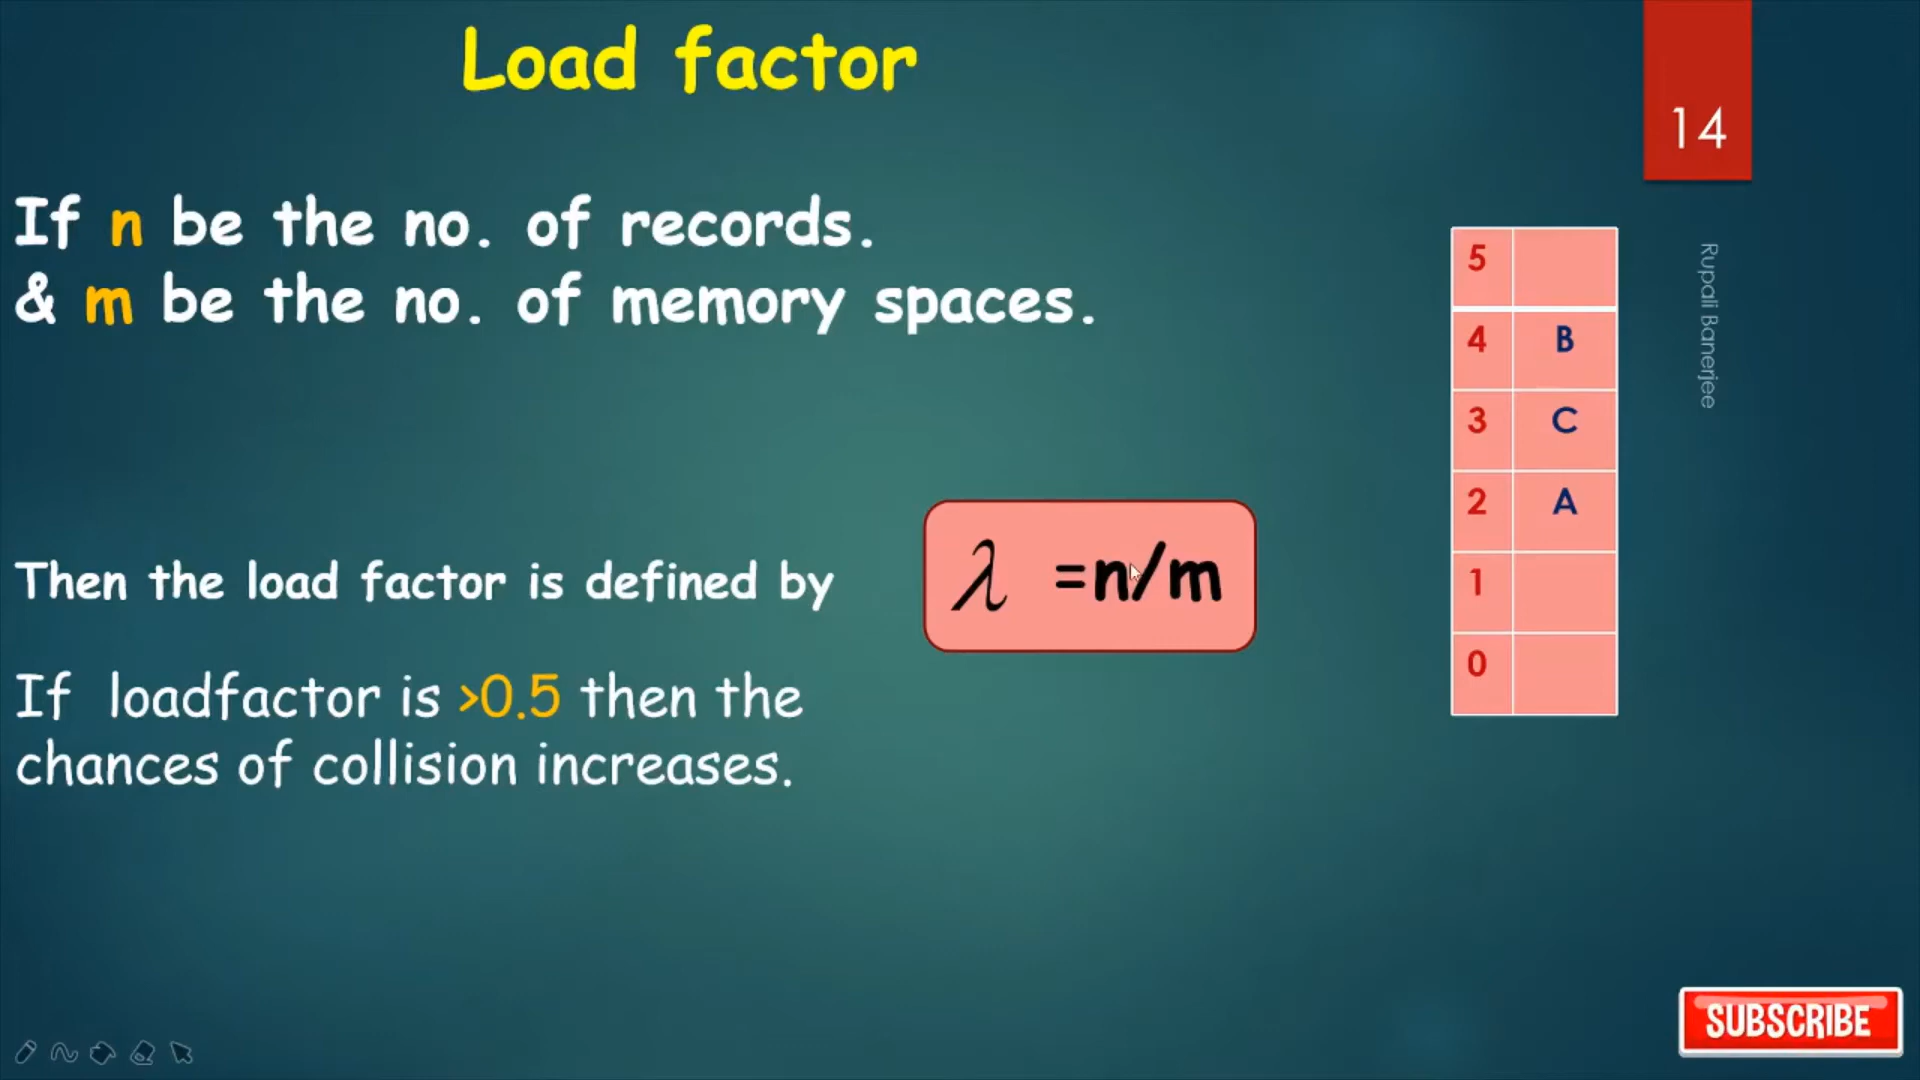 Load factor
14
If n be the no. of records.
& m be the no. of memory spaces.
Then the load factor is defined by
λ =n/m
If loadfactor is >0.5 then the
chances of collision increases.
5
4 B
3 C
2 A
1
0
Rupali Banerjee
SUBSCRIBE